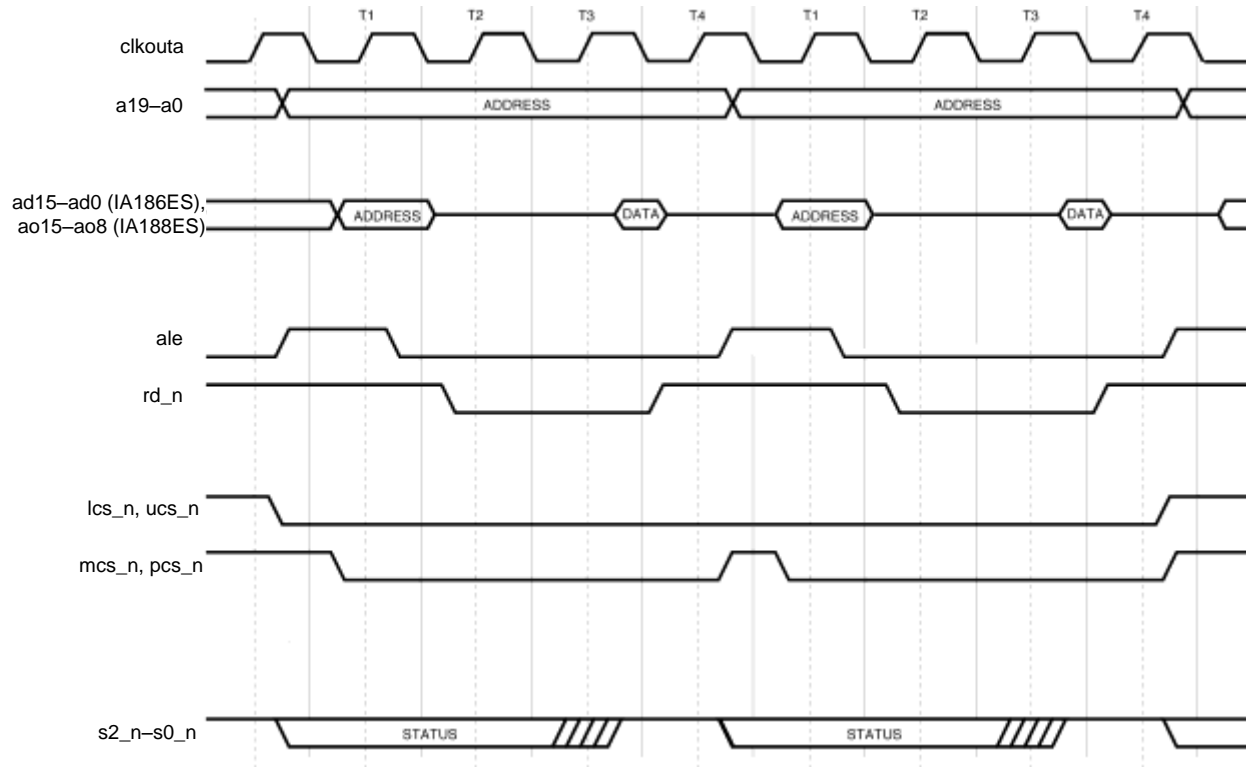 T1 T2 T3 T4 T1 T2 T3 T4
clkouta
a19–a0 ADDRESS ADDRESS
ad15–ad0 (IA186ES),
ao15–ao8 (IA188ES) ADDRESS DATA ADDRESS DATA
ale
rd_n
lcs_n, ucs_n
mcs_n, pcs_n
s2_n–s0_n STATUS STATUS